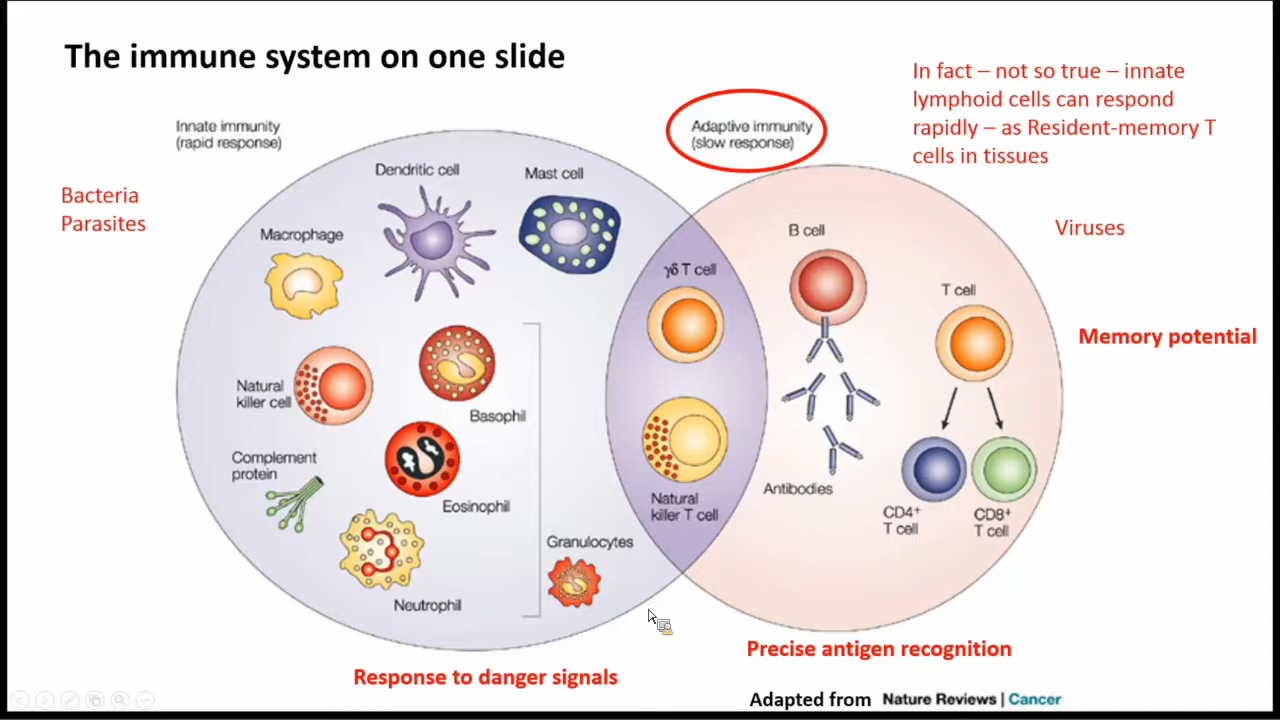 The immune system on one slide
In fact – not so true – innate
lymphoid cells can respond
rapidly – as Resident-memory T
cells in tissues
Innate immunity
(rapid response)
Adaptive immunity
(slow response)
Bacteria
Parasites
Viruses
Dendritic cell
Mast cell
Macrophage
B cell
γδ T cell
T cell
Memory potential
Natural
killer cell
Basophil
Complement
protein
Eosinophil
Antibodies
Natural
killer T cell
CD4+
T cell
CD8+
T cell
Granulocytes
Neutrophil
Precise antigen recognition
Response to danger signals
Adapted from Nature Reviews | Cancer